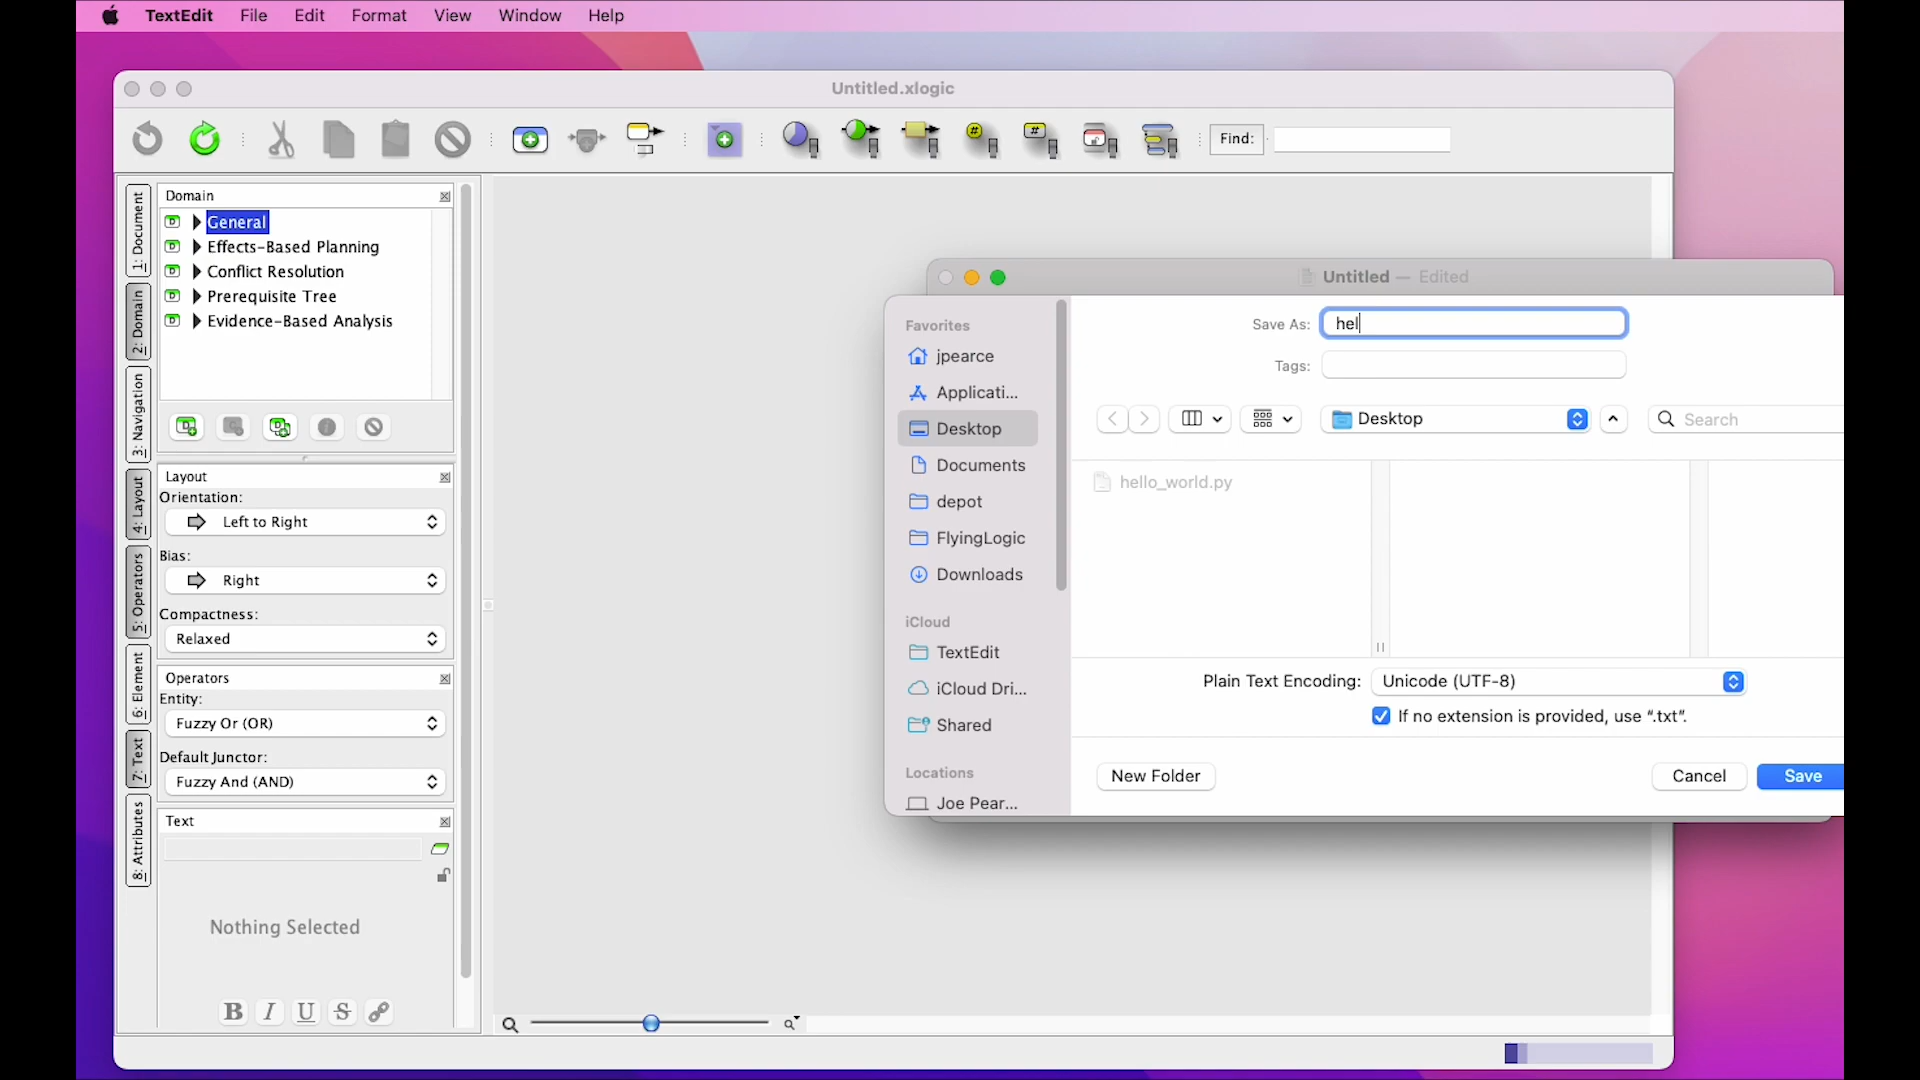 TextEdit File Edit Format View Window Help
Untitled.xlogic
Find:
1: Document
2: Domain
3: Navigation
4: Layout
5: Operators
6: Element
7: Text
8: Attributes
Domain
General
Effects-Based Planning
Conflict Resolution
Prerequisite Tree
Evidence-Based Analysis
Layout
Orientation:
Left to Right
Bias:
Right
Compactness:
Relaxed
Operators
Entity:
Fuzzy Or (OR)
Default Junctor:
Fuzzy And (AND)
Text
Nothing Selected
B I U S
Untitled — Edited
Favorites
jpearce
Applicati...
Desktop
Documents
depot
FlyingLogic
Downloads
iCloud
TextEdit
iCloud Dri...
Shared
Locations
Joe Pear...
Save As: hel
Tags:
Desktop
Search
hello_world.py
Plain Text Encoding: Unicode (UTF-8)
If no extension is provided, use “.txt”.
New Folder
Cancel
Save